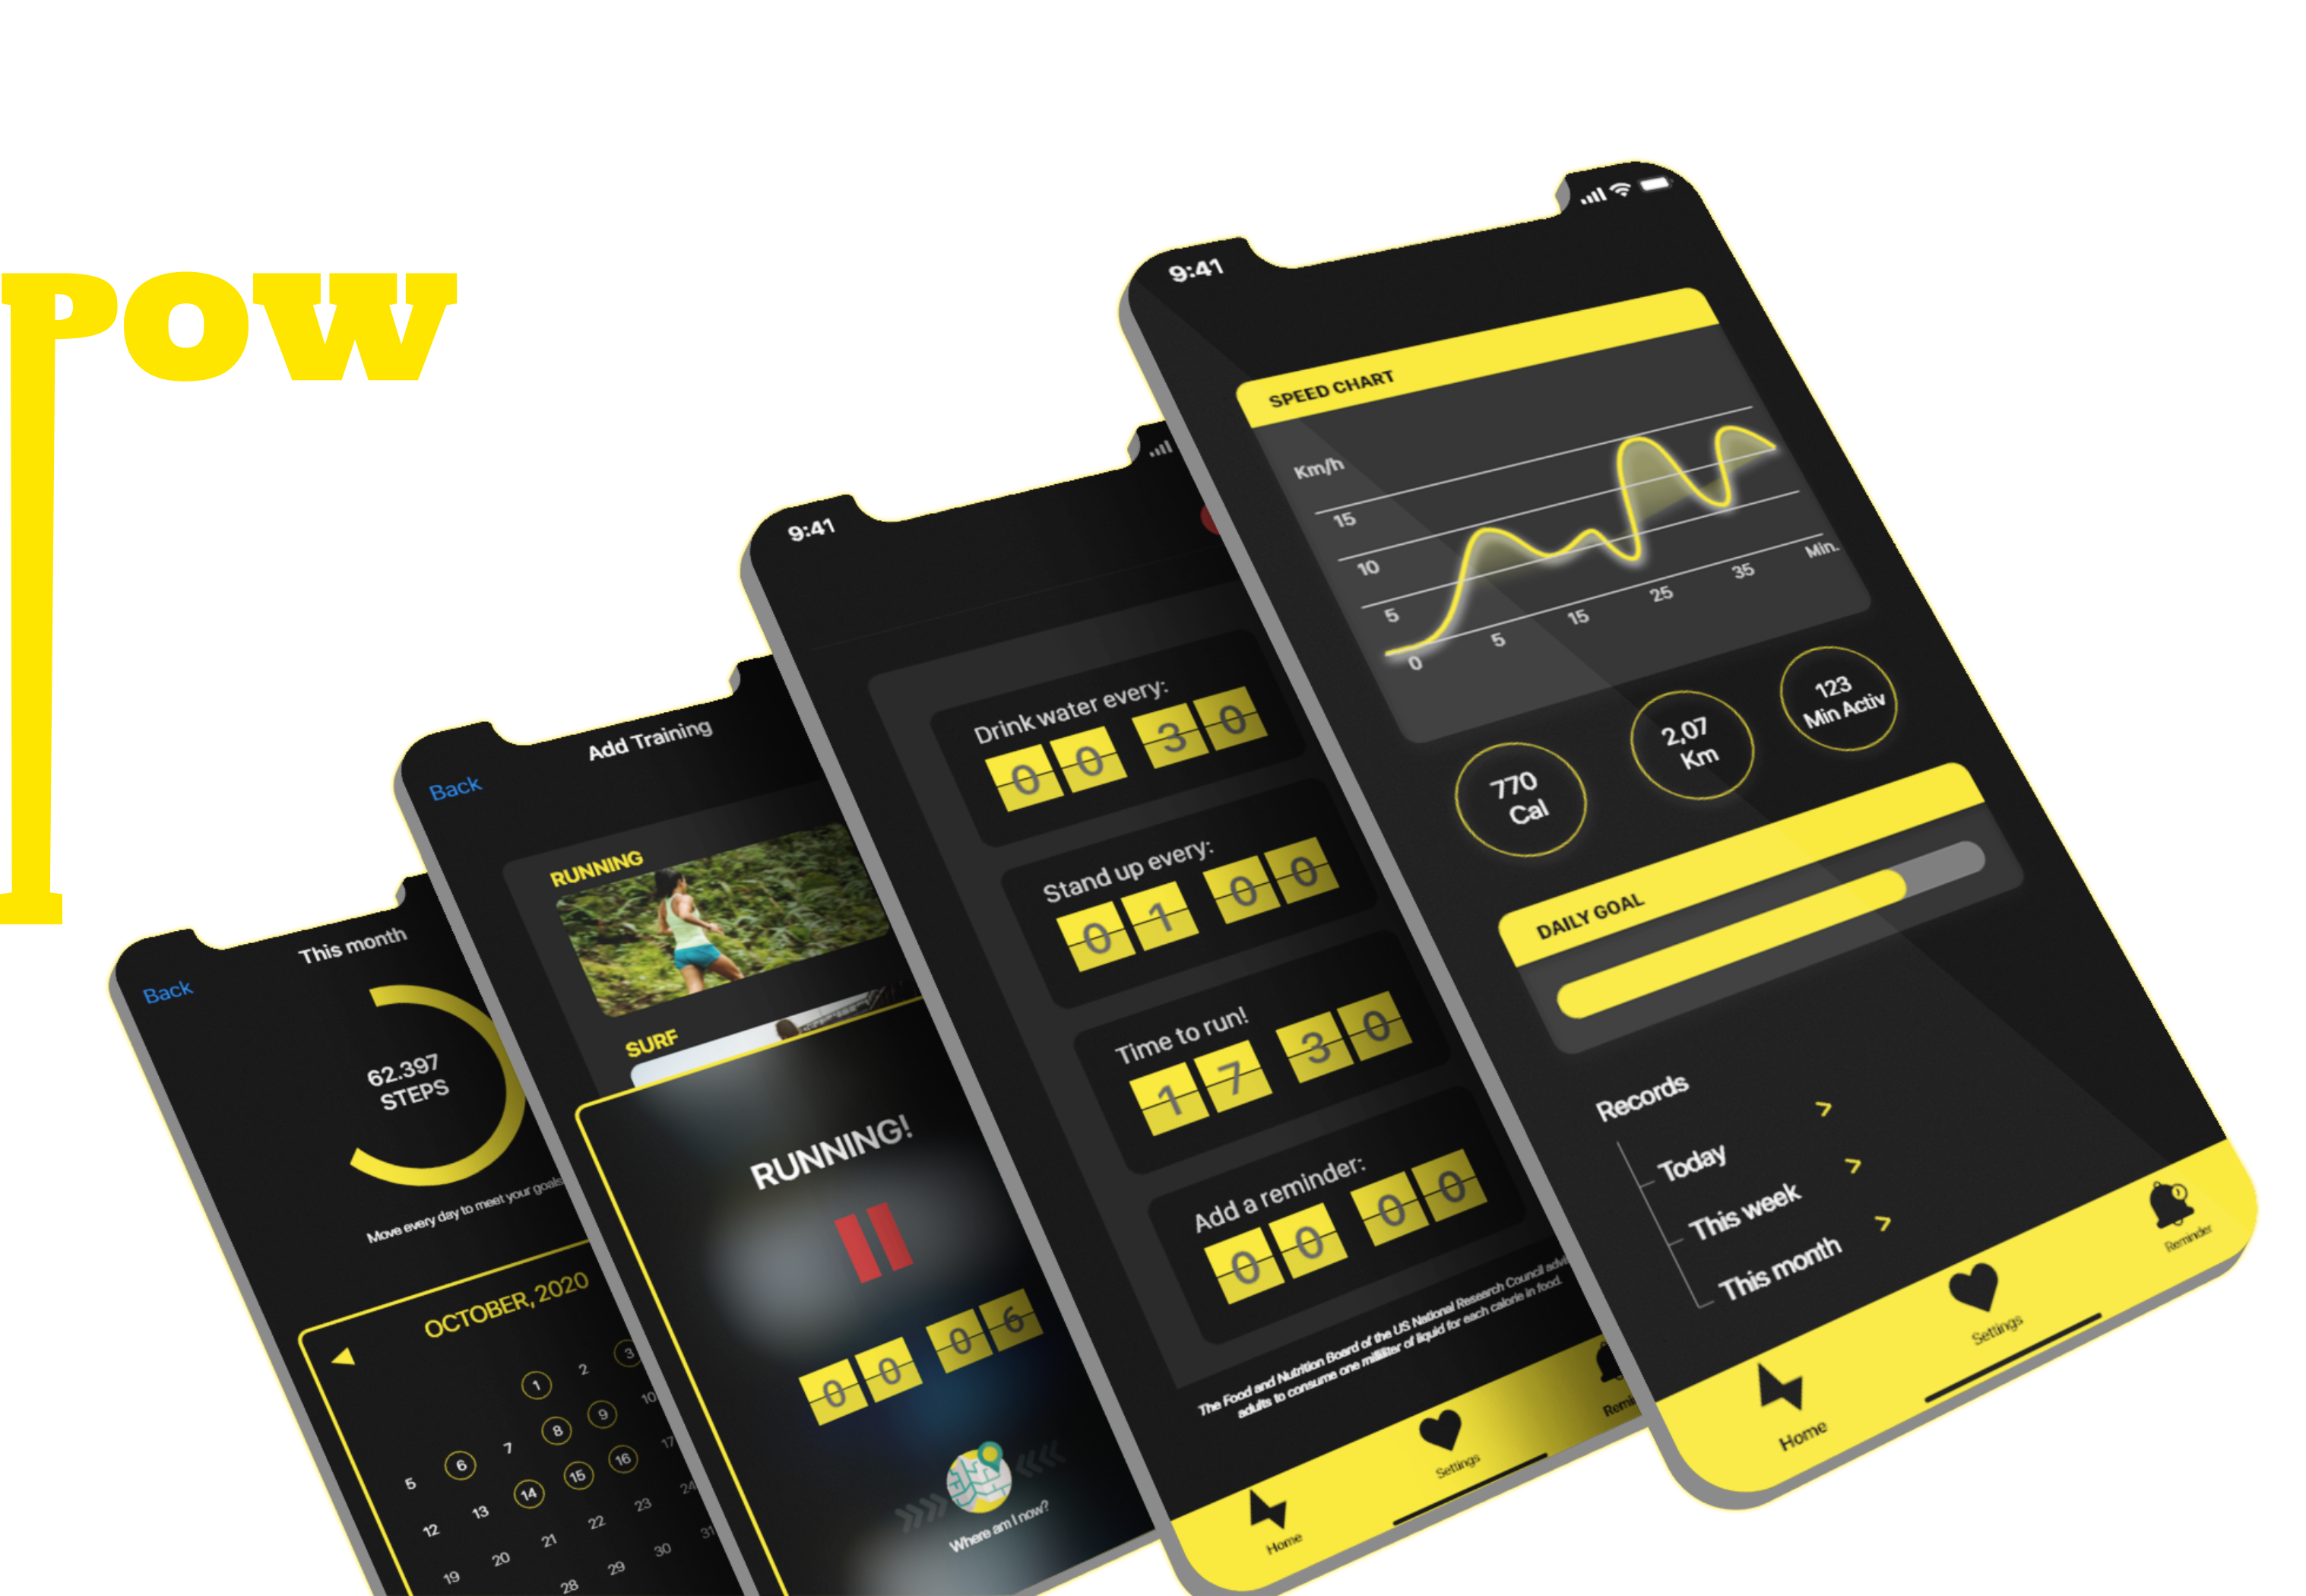 POW
9:41
SPEED CHART
Km/h
15
10
5
0
5
15
25
35
Min.
770
Cal
2,07
Km
123
Min Activ
DAILY GOAL
Records
Today
>
This week
>
This month
>
Home
Settings
Reminder
9:41
Drink water every:
0 0 3 0
Stand up every:
0 1 0 0
Time to run!
1 7 3 0
Add a reminder:
0 0 0 0
The Food and Nutrition Board of the US National Research Council
adults to consume one milliliter of liquid for each calorie in food.
Home
Settings
Back
Add Training
RUNNING
SURF
RUNNING!
0 0 0 6
Where am I now?
Back
This month
62.397
STEPS
Move every day to meet your goals
OCTOBER, 2020
1 2 3
5 6 7 8 9 10
12 13 14 15 16 17
19 20 21 22 23 24
28 29 30 31